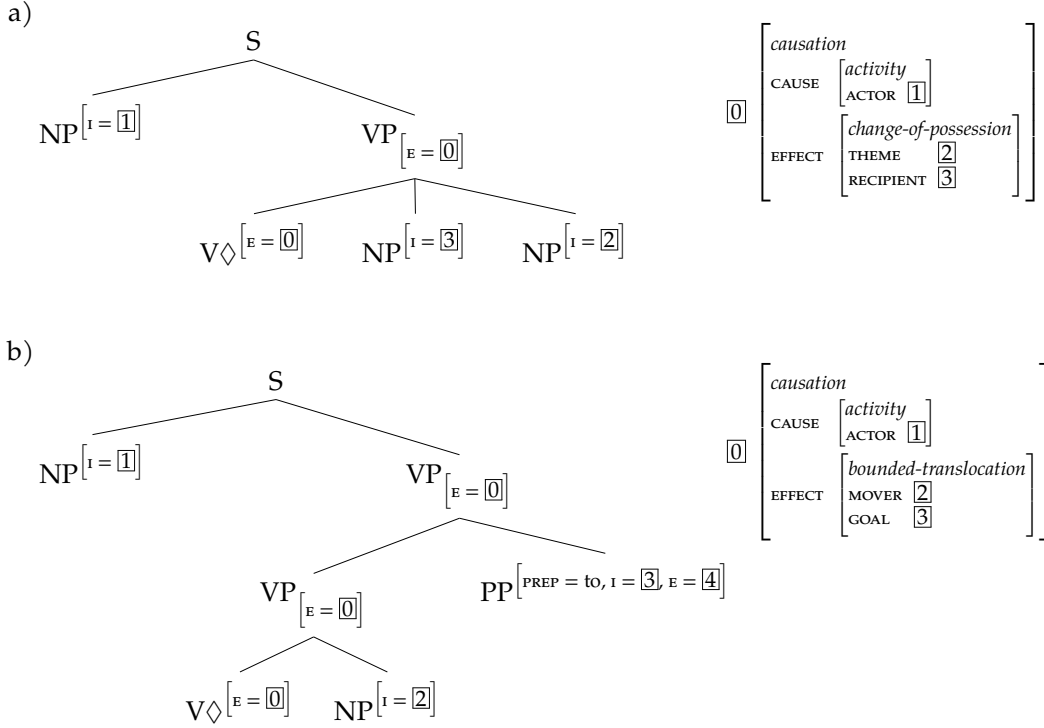 a)
S
NP[I = 1]
VP[E = 0]
V◊[E = 0] NP[I = 3] NP[I = 2]
0
causation
CAUSE [activity
ACTOR 1]
EFFECT [change-of-possession
THEME 2
RECIPIENT 3]
b)
S
NP[I = 1]
VP[E = 0]
VP[E = 0]
PP[PREP = to, I = 3, E = 4]
V◊[E = 0] NP[I = 2]
0
causation
CAUSE [activity
ACTOR 1]
EFFECT [bounded-translocation
MOVER 2
GOAL 3]